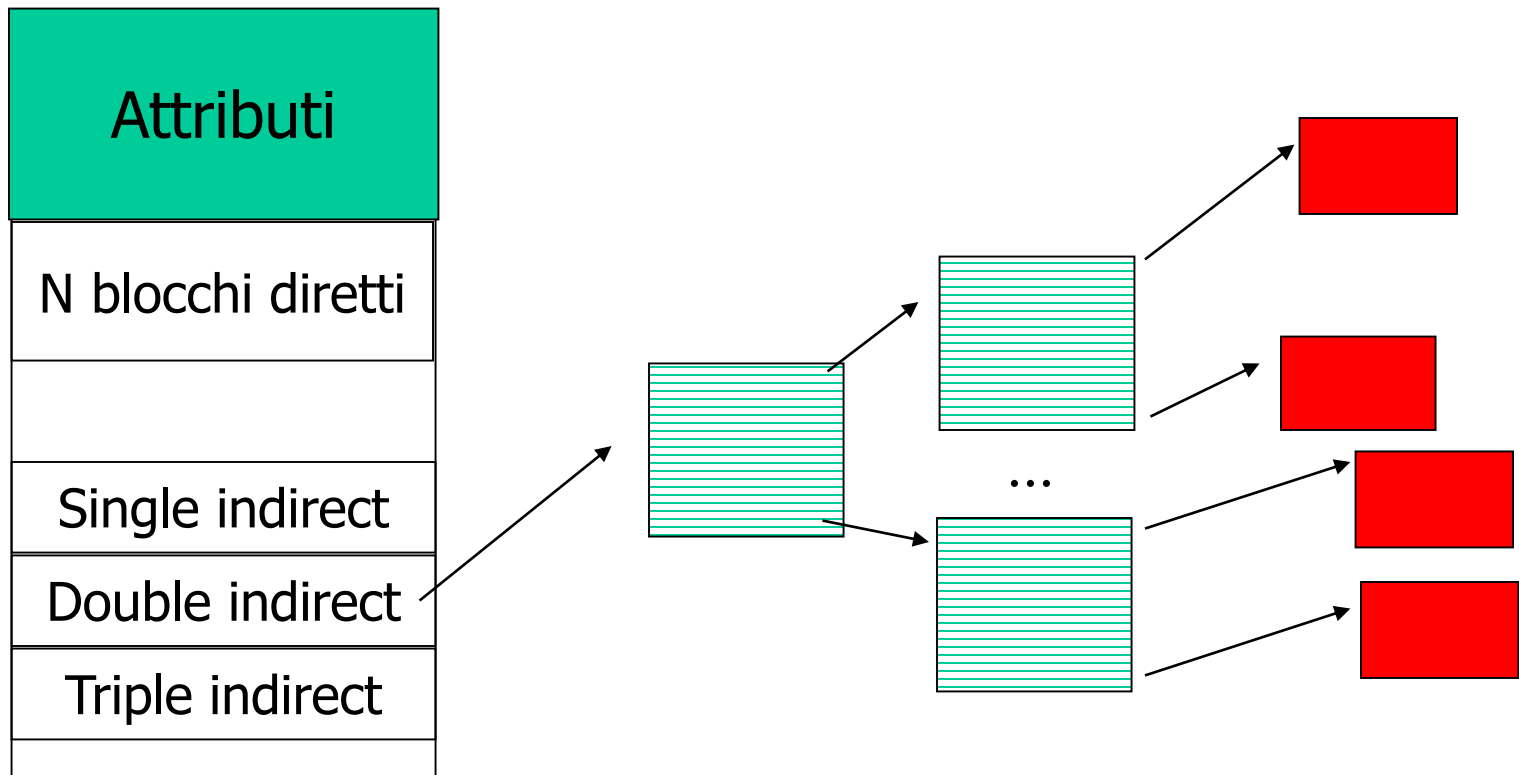 Attributi
N blocchi diretti
Single indirect
Double indirect
Triple indirect
...